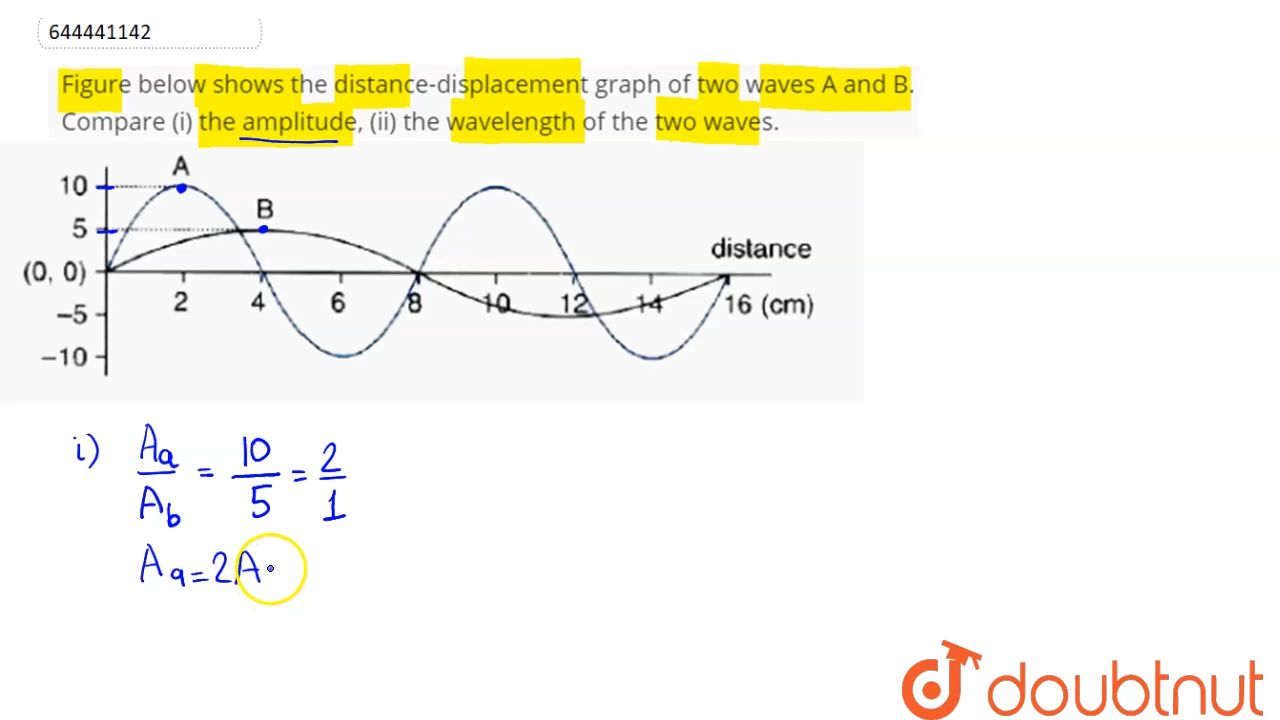 644441142
Figure below shows the distance-displacement graph of two waves A and B.
Compare (i) the amplitude, (ii) the wavelength of the two waves.
A
10
B
5
distance
(0, 0)
2 4 6 8 10 12 14 16 (cm)
−5
−10
i) Aa/Ab = 10/5 = 2/1
Aa = 2A
doubtnut